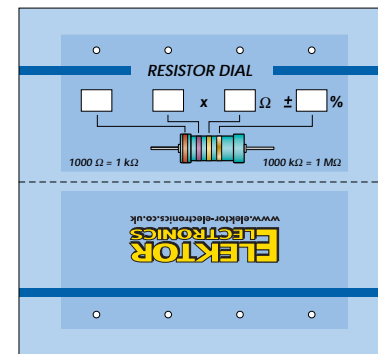 RESISTOR DIAL
x Ω ± %
1000 Ω = 1 kΩ 1000 kΩ = 1 MΩ
ELEKTOR
ELECTRONICS
www.elektor-electronics.co.uk